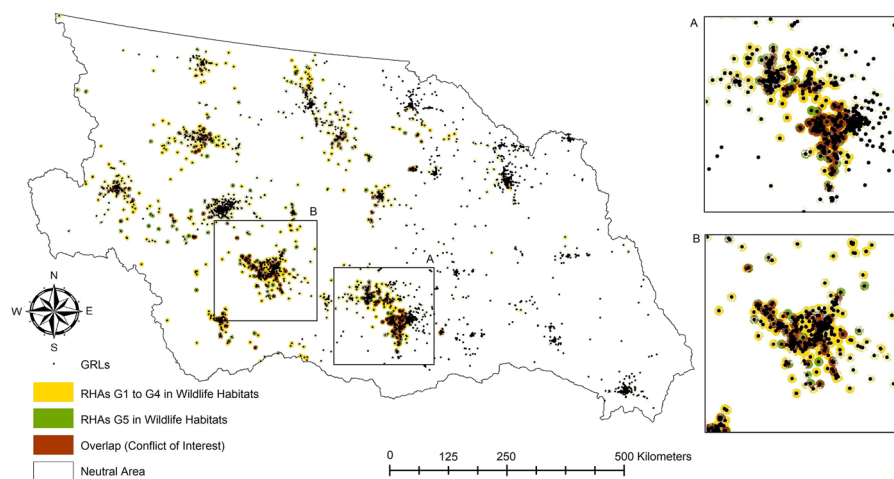 A
B
A
B
N
W E
S
GRLs
RHAs G1 to G4 in Wildlife Habitats
RHAs G5 in Wildlife Habitats
Overlap (Conflict of Interest)
Neutral Area
0 125 250 500 Kilometers